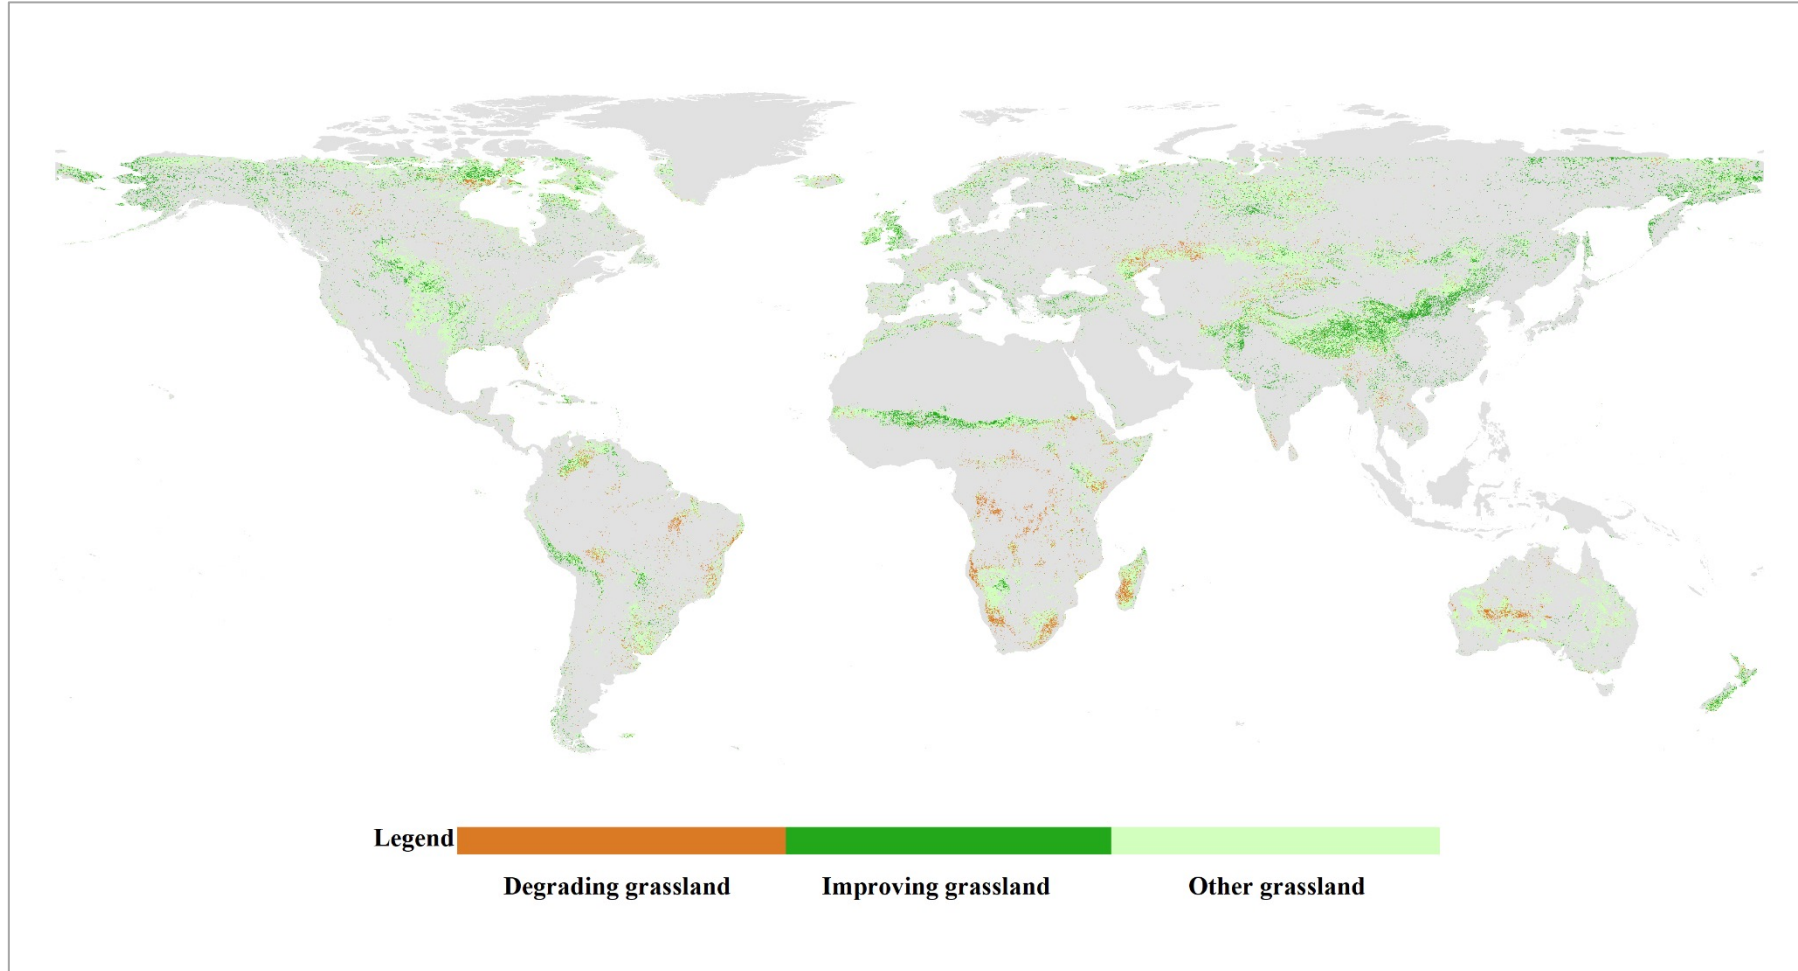 Legend
Degrading grassland
Improving grassland
Other grassland